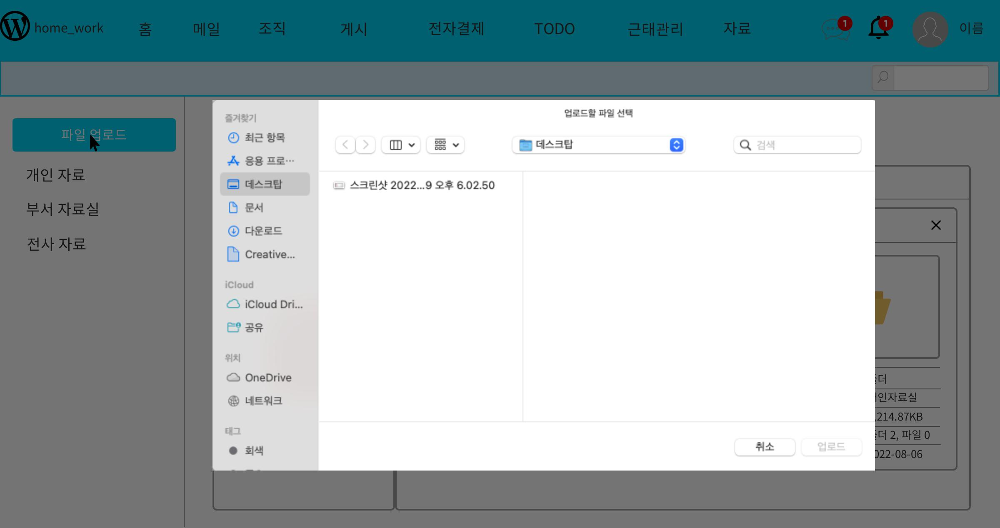 home_work
홈
메일
조직
게시
전자결제
TODO
근태관리
자료
1
1
이름
파일 업로드
개인 자료
부서 자료실
전사 자료
즐겨찾기
최근 항목
응용 프로…
데스크탑
문서
다운로드
Creative...
iCloud
iCloud Dri...
공유
위치
OneDrive
네트워크
태그
회색
업로드할 파일 선택
데스크탑
검색
스크린샷 2022...9 오후 6.02.50
취소
업로드
더
인자료실
,214.87KB
더 2, 파일 0
022-08-06